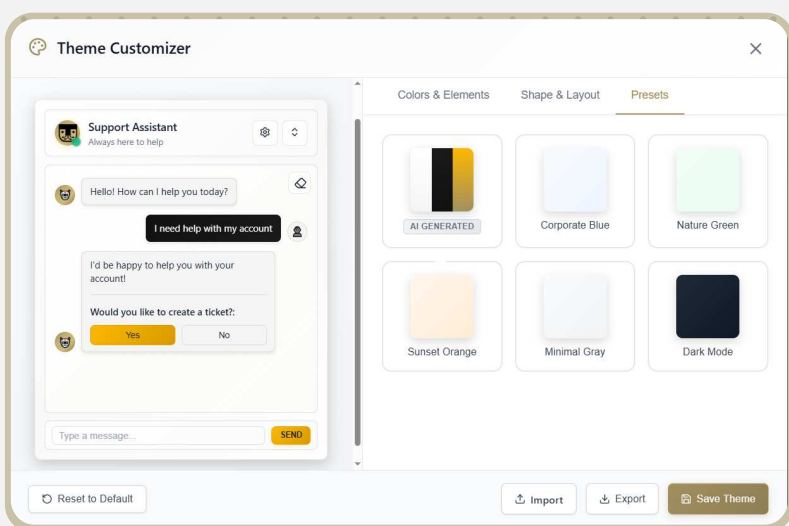 Theme Customizer
Support Assistant
Always here to help
Hello! How can I help you today?
I need help with my account
I'd be happy to help you with your
account!
Would you like to create a ticket?:
Yes
No
Type a message...
SEND
Colors & Elements
Shape & Layout
Presets
AI GENERATED
Corporate Blue
Nature Green
Sunset Orange
Minimal Gray
Dark Mode
Reset to Default
Import
Export
Save Theme